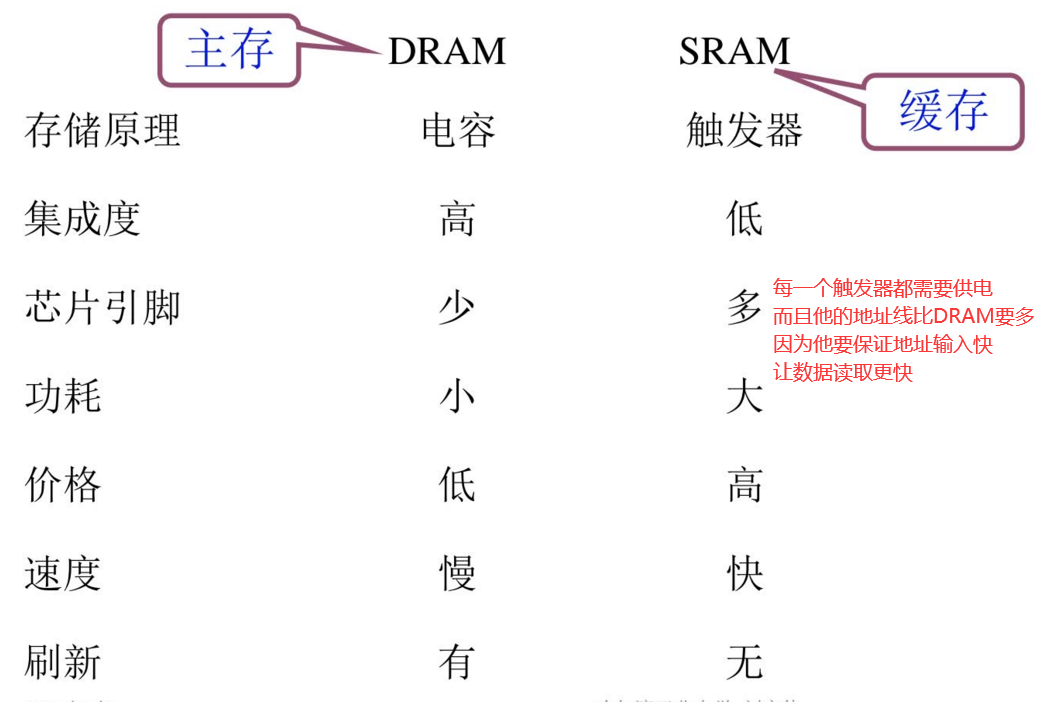 主存 DRAM SRAM
缓存
存储原理 电容 触发器
集成度 高 低
芯片引脚 少 多
每一个触发器都需要供电
而且他的地址线比DRAM要多
因为他要保证地址输入快
让数据读取更快
功耗 小 大
价格 低 高
速度 慢 快
刷新 有 无